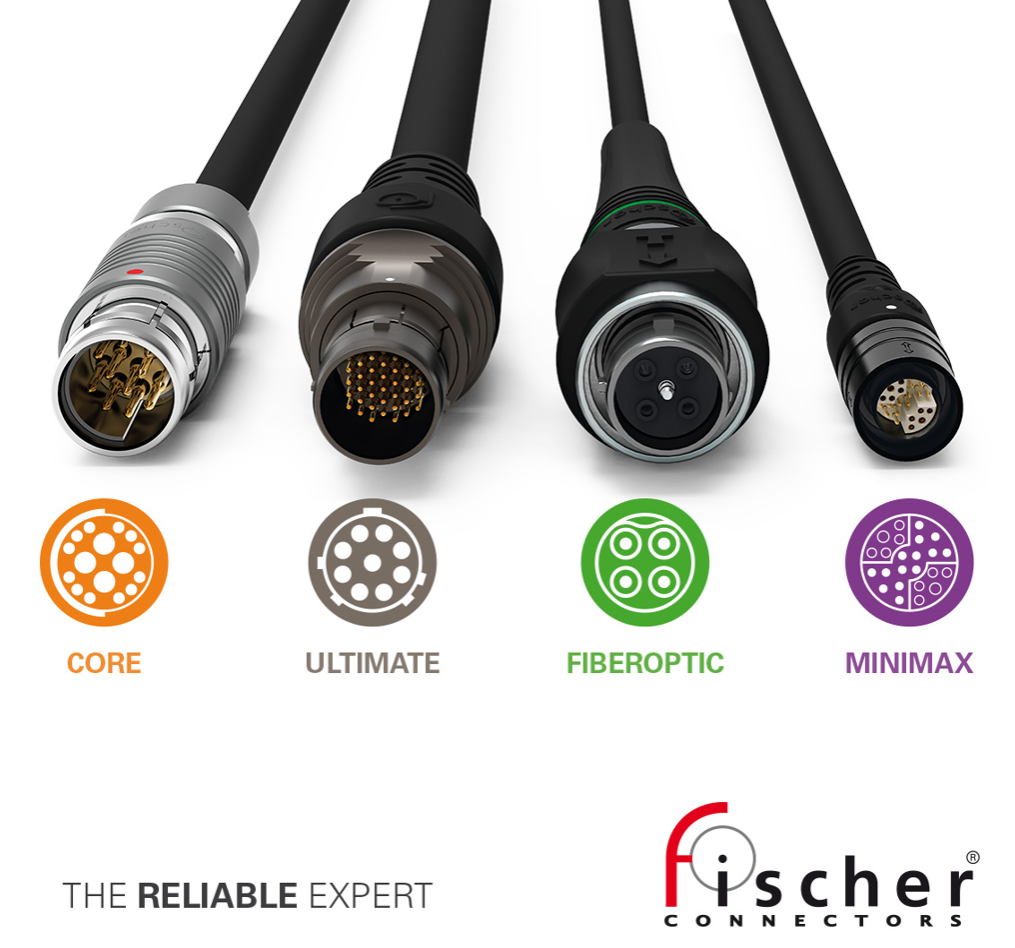 CORE
ULTIMATE
FIBEROPTIC
MINIMAX
THE RELIABLE EXPERT
fischer®
CONNECTORS